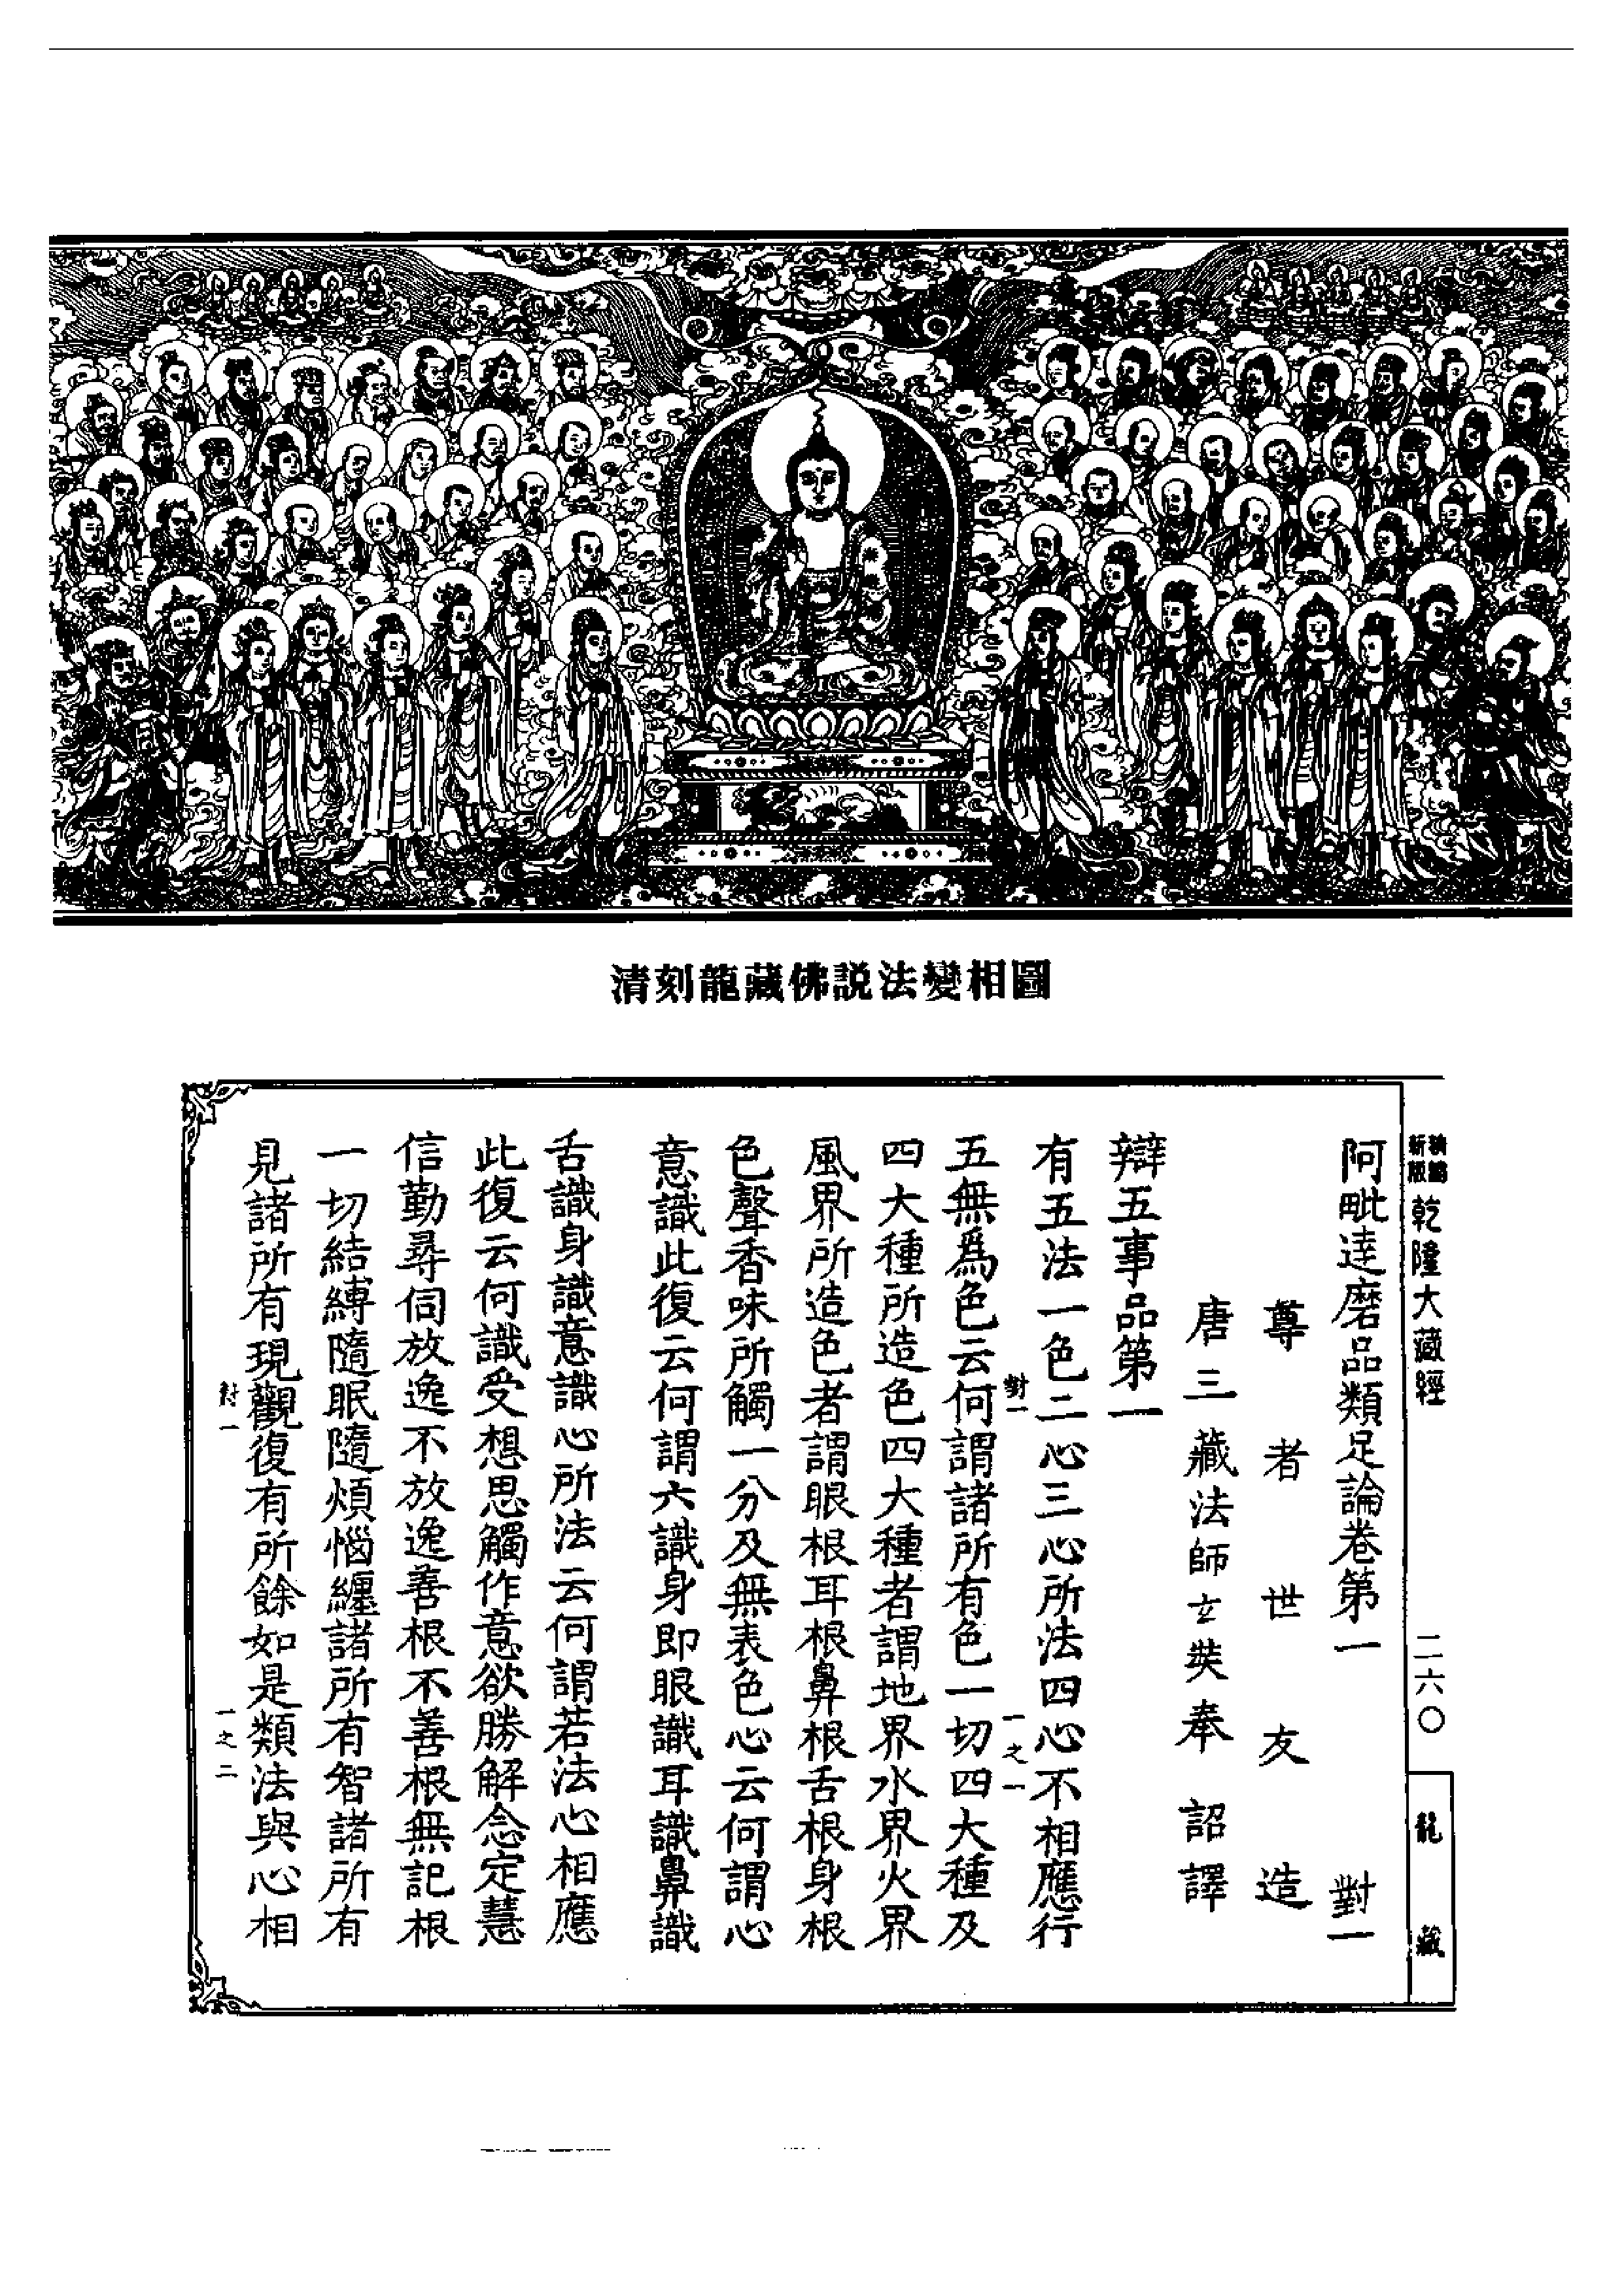 清刻龍藏佛説法變相圖
新版精編乾隆大藏經
二六〇
龍藏
阿毗達磨品類足論卷第一 對一
尊者世友造
唐三藏法師玄奘奉詔譯
辯五事品第一
有五法一色二心三心所法四心不相應行
對一 一之一
五無爲色云何謂諸所有色一切四大種及
四大種所造色四大種者謂地界水界火界
風界所造色者謂眼根耳根鼻根舌根身根
色聲香味所觸一分及無表色心云何謂心
意識此復云何謂六識身即眼識耳識鼻識
舌識身識意識心所法云何謂若法心相應
此復云何識受想思觸作意欲勝解念定慧
信勤尋伺放逸不放逸善根不善根無記根
一切結縛隨眠隨煩惱纏諸所有智諸所有
見諸所有現觀復有所餘如是類法與心相
對一 一之二